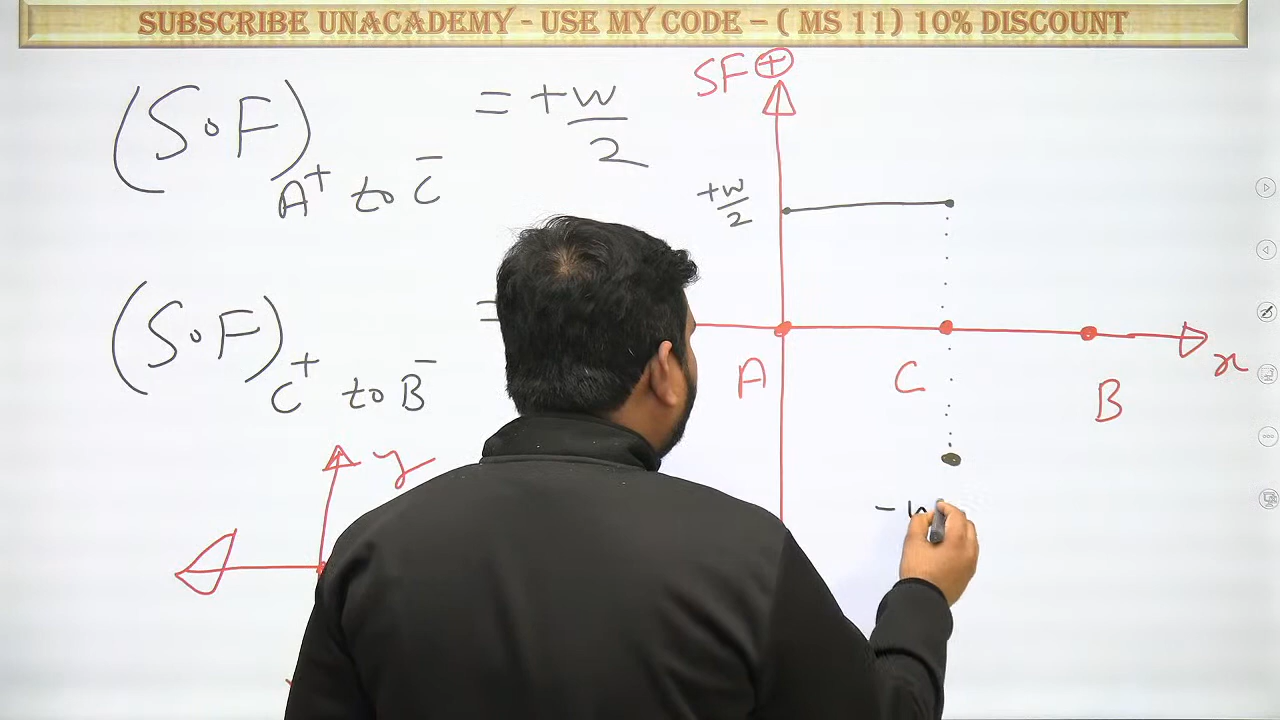 SUBSCRIBE UNACADEMY - USE MY CODE – ( MS 11) 10% DISCOUNT
(S∘F) A⁺ to C⁻ = +W/2
SF ⊕
+W/2
(S∘F) C⁺ to B⁻ =
A
C
B
x
y
-